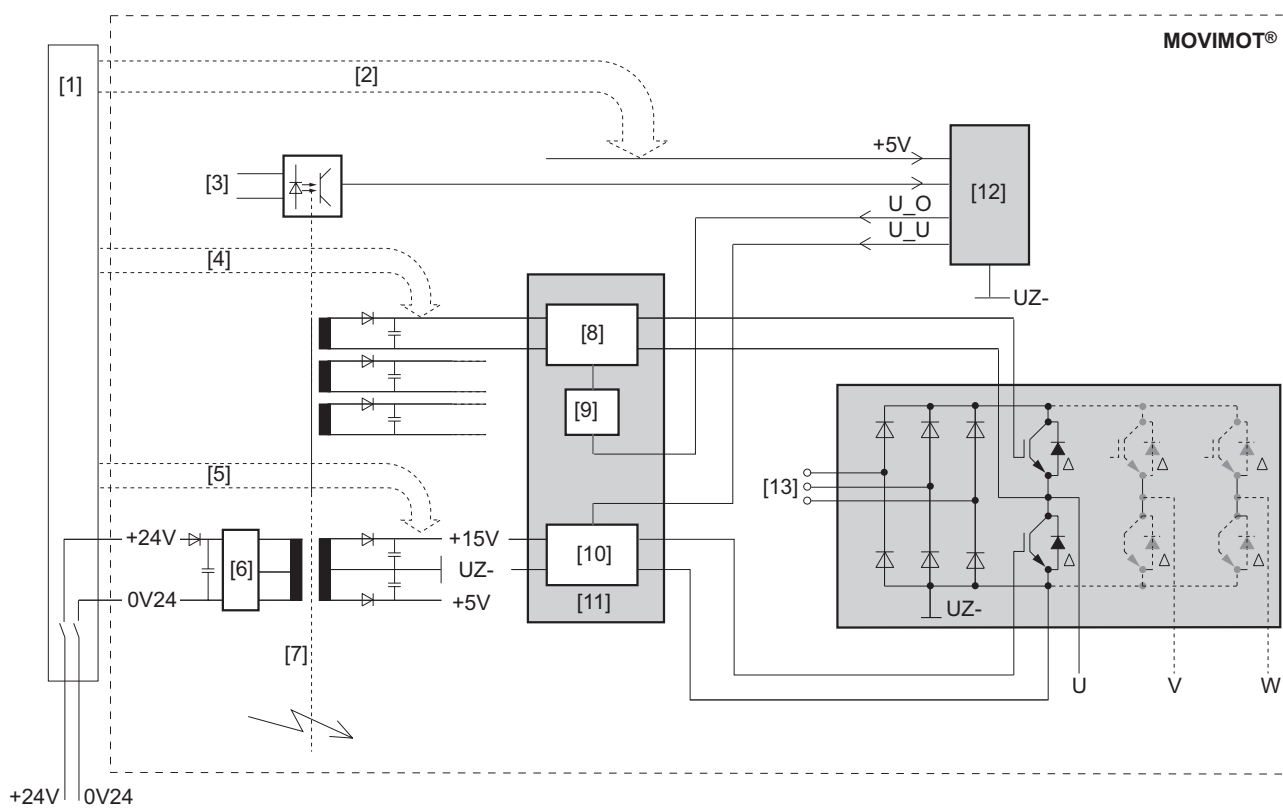 MOVIMOT®
[1]
[2]
+5V
[3]
[12]
U_O
U_U
[4]
UZ-
[8]
[9]
[5]
[13]
+24V
[6]
+15V
[10]
UZ-
0V24
+5V
[11]
UZ-
[7]
U
V
W
+24V
0V24